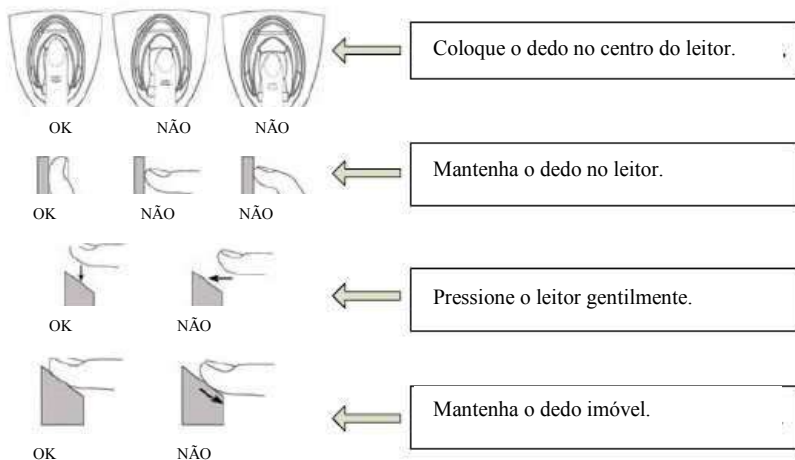 Coloque o dedo no centro do leitor.
OK NÃO NÃO
Mantenha o dedo no leitor.
OK NÃO NÃO
Pressione o leitor gentilmente.
OK NÃO
Mantenha o dedo imóvel.
OK NÃO